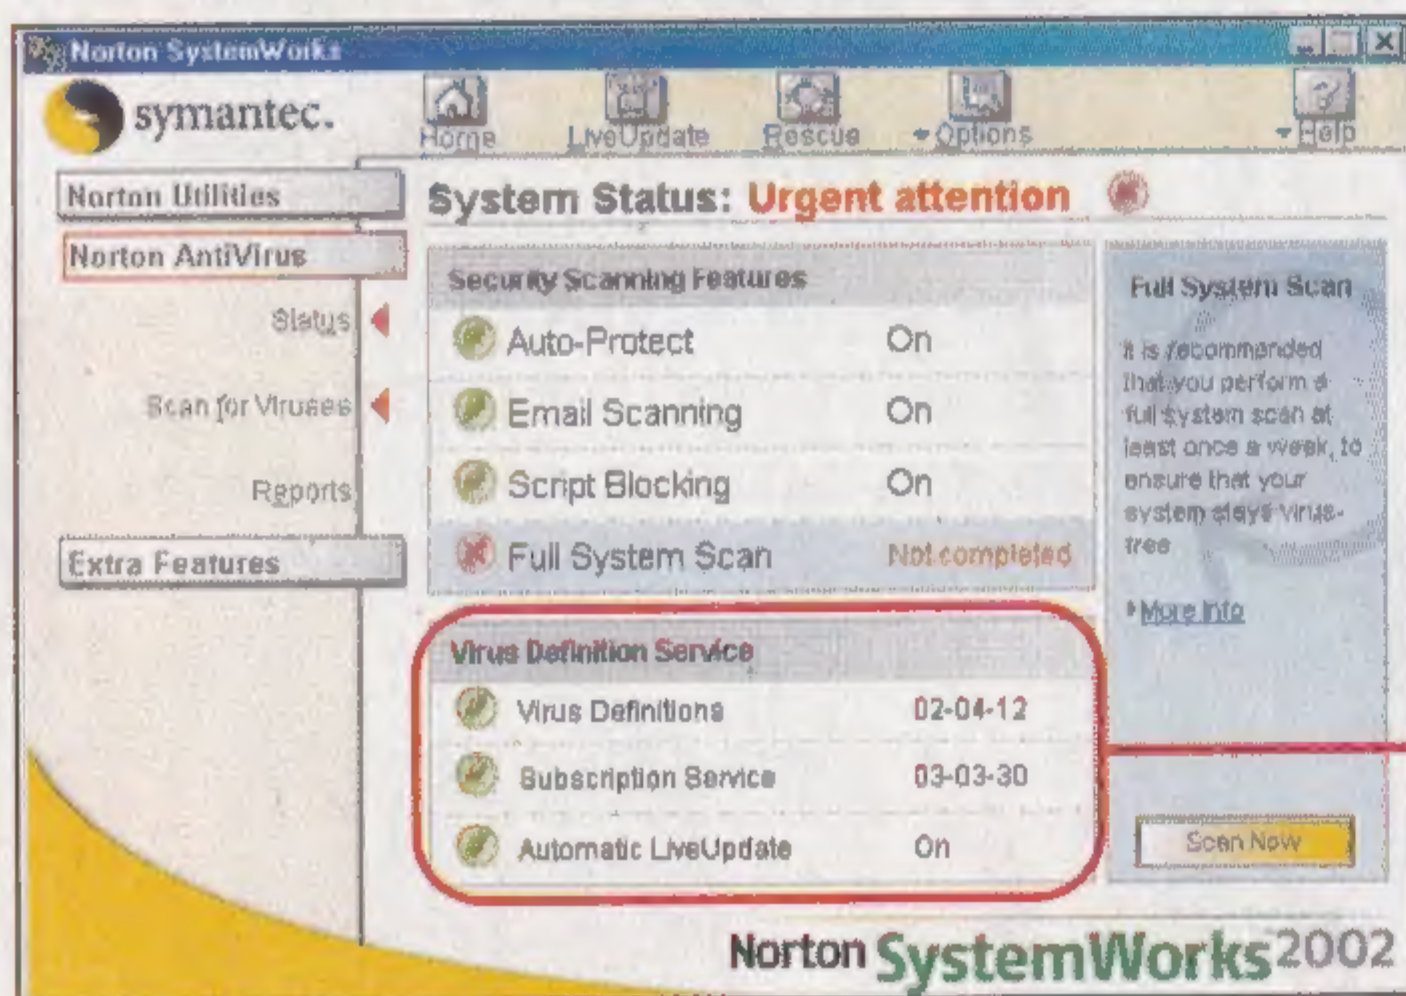 Norton SystemWorks
symantec.
Home LiveUpdate Rescue Options Help
Norton Utilities
Norton AntiVirus
Status
Scan for Viruses
Reports
Extra Features
System Status: Urgent attention
Security Scanning Features
Auto-Protect On
Email Scanning On
Script Blocking On
Full System Scan Not completed
Virus Definition Service
Virus Definitions 02-04-12
Subscription Service 03-03-30
Automatic LiveUpdate On
Full System Scan
It is recommended
that you perform a
full system scan at
least once a week, to
ensure that your
system stays virus-
free
More Info
Scan Now
Norton SystemWorks 2002